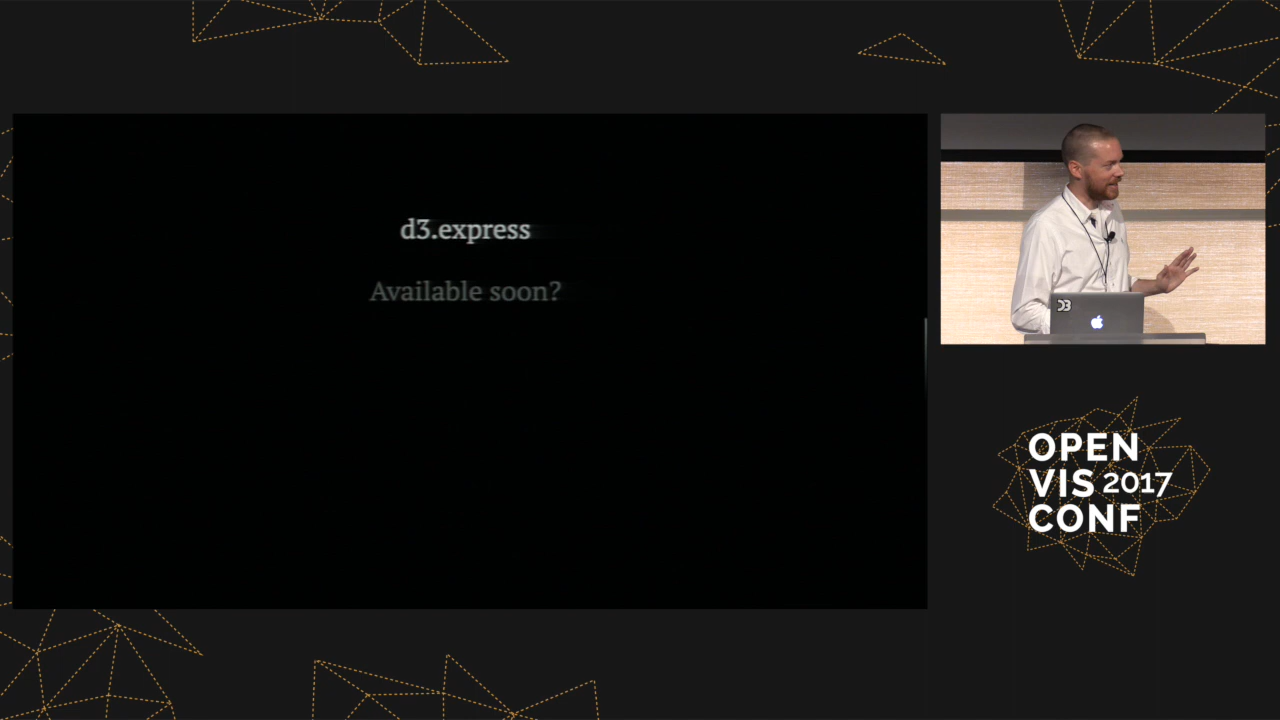 d3.express
Available soon?
D3
OPEN
VIS 2017
CONF